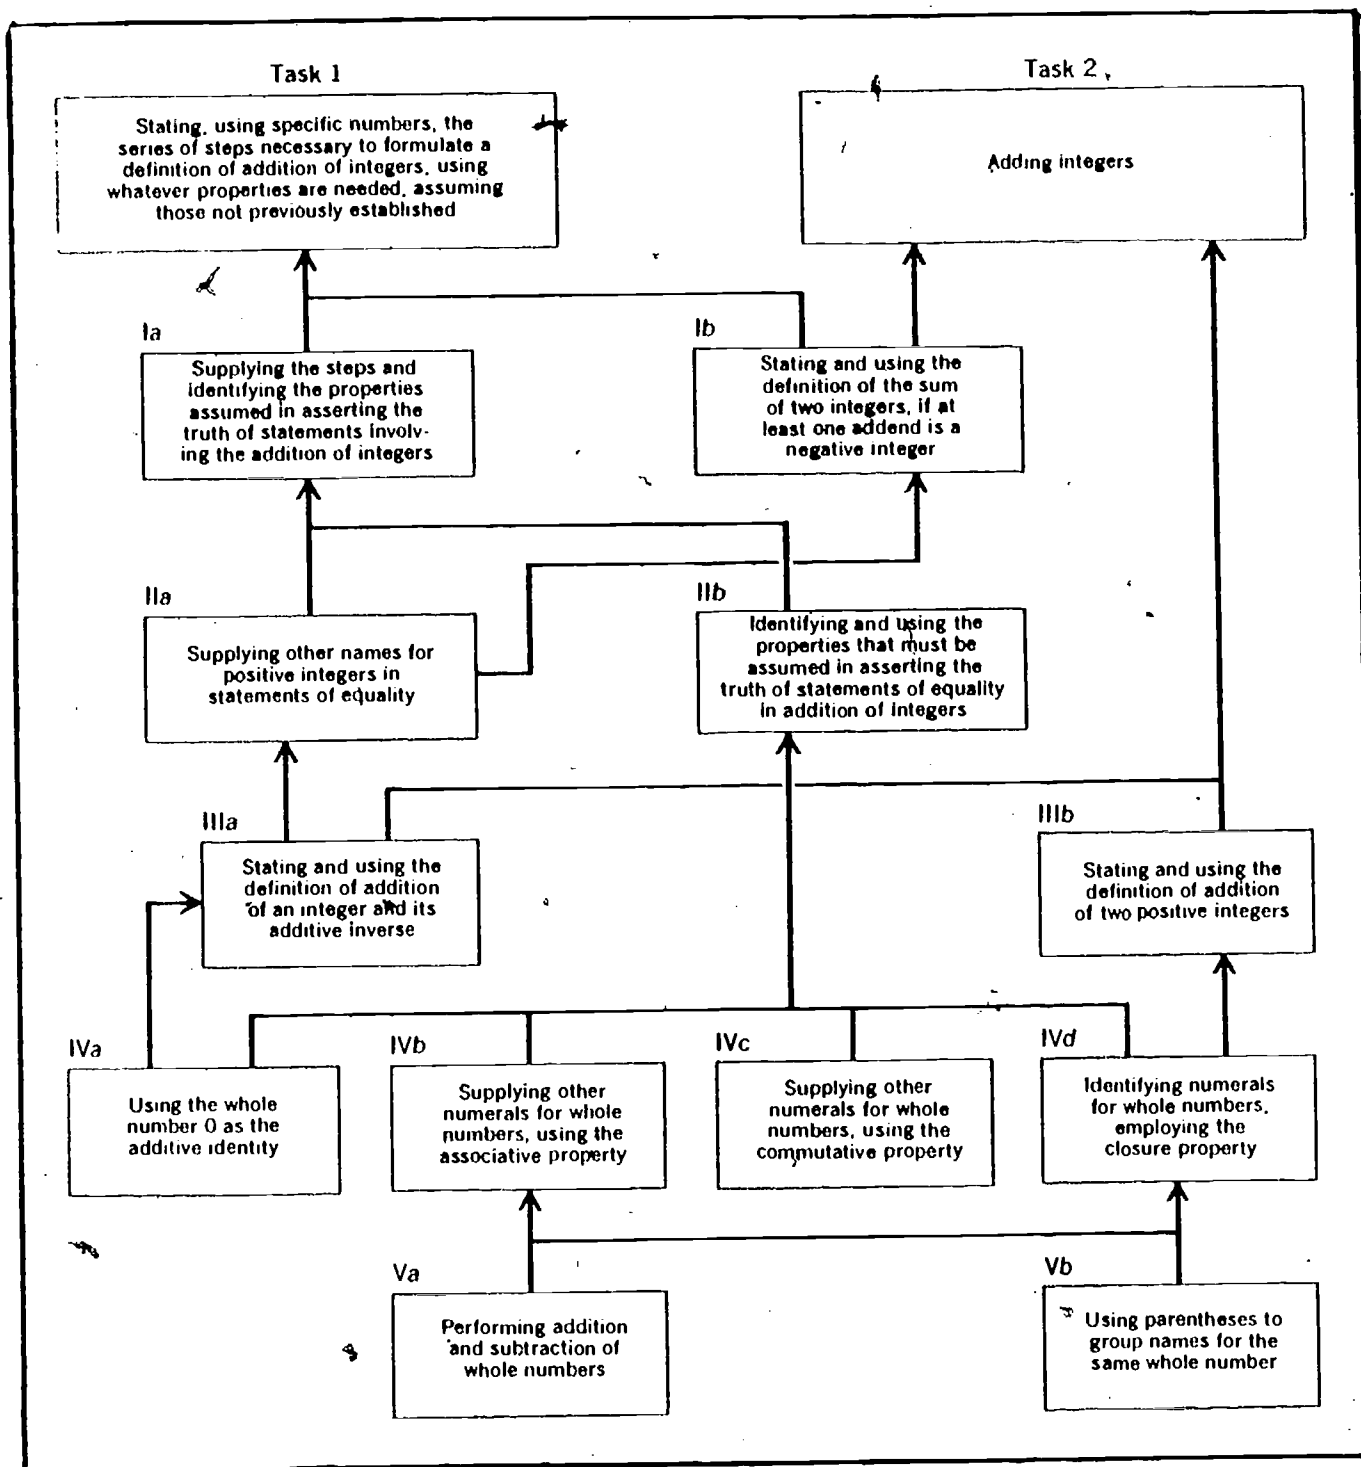 Task 1
Stating, using specific numbers, the
series of steps necessary to formulate a
definition of addition of integers, using
whatever properties are needed, assuming
those not previously established
Task 2
Adding integers
Ia
Supplying the steps and
identifying the properties
assumed in asserting the
truth of statements involv-
ing the addition of integers
Ib
Stating and using the
definition of the sum
of two integers, if at
least one addend is a
negative integer
IIa
Supplying other names for
positive integers in
statements of equality
IIb
Identifying and using the
properties that must be
assumed in asserting the
truth of statements of equality
in addition of integers
IIIa
Stating and using the
definition of addition
of an integer and its
additive inverse
IIIb
Stating and using the
definition of addition
of two positive integers
IVa
Using the whole
number 0 as the
additive identity
IVb
Supplying other
numerals for whole
numbers, using the
associative property
IVc
Supplying other
numerals for whole
numbers, using the
commutative property
IVd
Identifying numerals
for whole numbers,
employing the
closure property
Va
Performing addition
and subtraction of
whole numbers
Vb
Using parentheses to
group names for the
same whole number